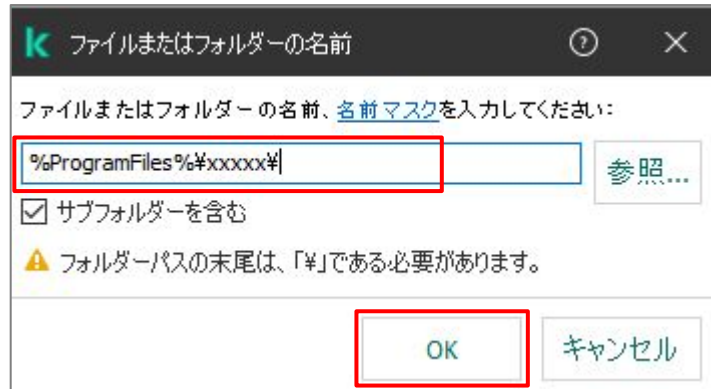 ファイルまたはフォルダーの名前
ファイルまたはフォルダーの名前、名前マスクを入力してください:
%ProgramFiles%¥xxxxx¥
参照...
サブフォルダーを含む
フォルダーパスの末尾は、「¥」である必要があります。
OK
キャンセル